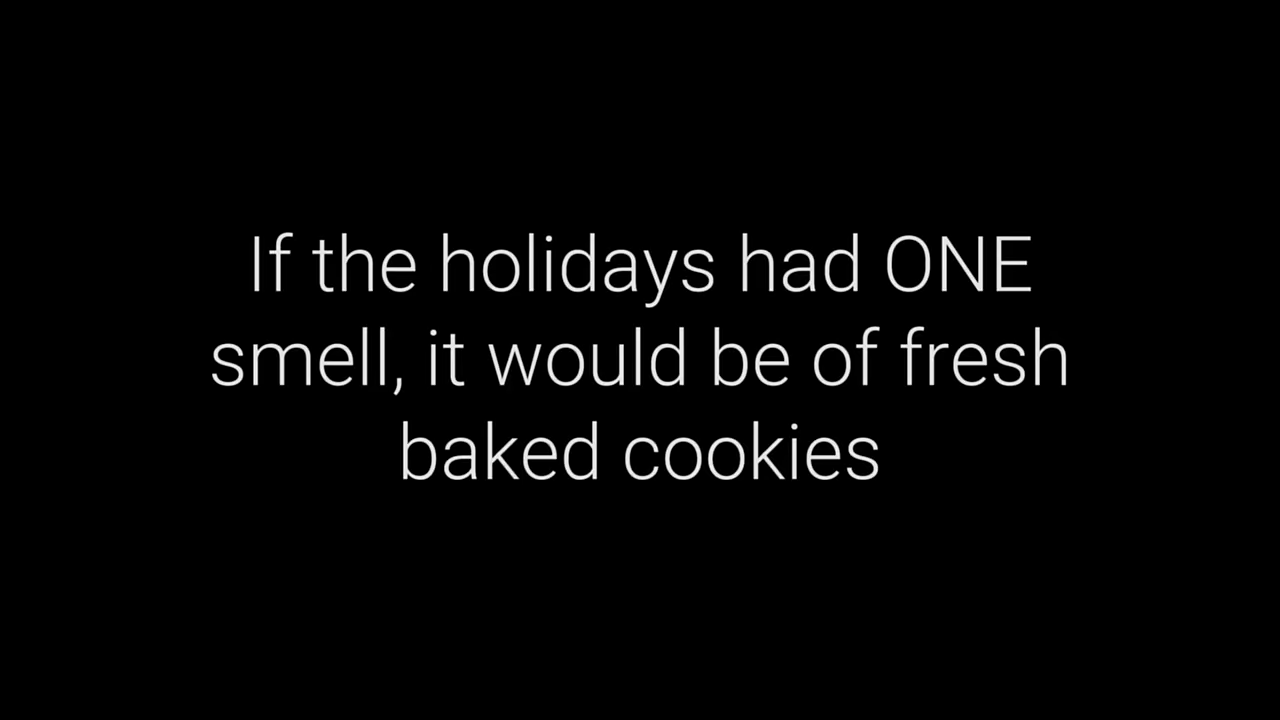 If the holidays had ONE
smell, it would be of fresh
baked cookies